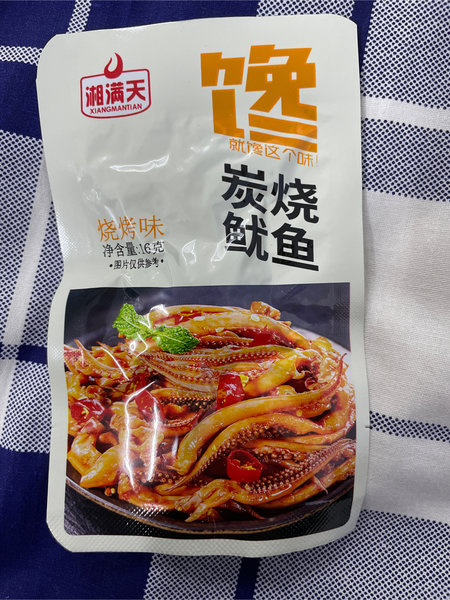 湘满天
XIANGMANTIAN
馋
就馋这个味!
炭烧
鱿鱼
烧烤味
净含量:16克
•图片仅供参考•